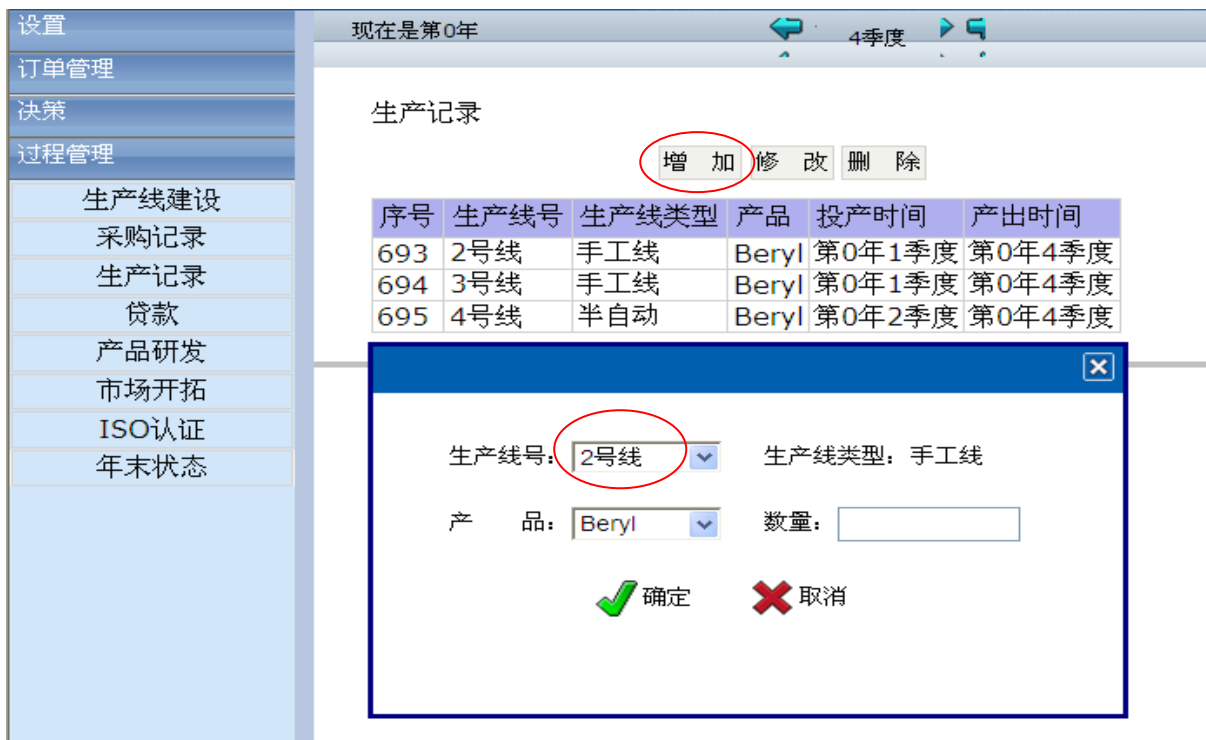 设置
订单管理
决策
过程管理
生产线建设
采购记录
生产记录
贷款
产品研发
市场开拓
ISO认证
年末状态
现在是第0年
4季度
生产记录
增 加 修 改 删 除
序号 生产线号 生产线类型 产品 投产时间 产出时间
693 2号线 手工线 Beryl 第0年1季度 第0年4季度
694 3号线 手工线 Beryl 第0年1季度 第0年4季度
695 4号线 半自动 Beryl 第0年2季度 第0年4季度
生产线号: 2号线 生产线类型: 手工线
产 品: Beryl 数量:
确定 取消